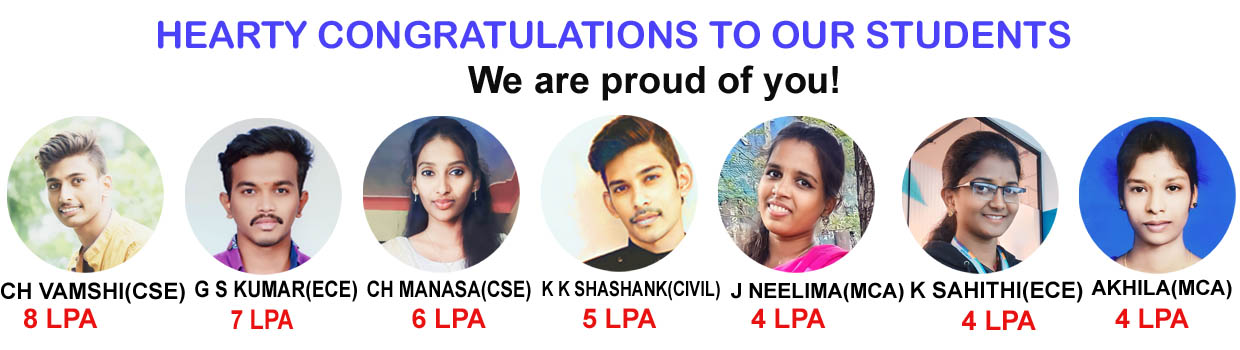 HEARTY CONGRATULATIONS TO OUR STUDENTS
We are proud of you!
CH VAMSHI(CSE) G S KUMAR(ECE) CH MANASA(CSE) K K SHASHANK(CIVIL) J NEELIMA(MCA) K SAHITHI(ECE) AKHILA(MCA)
8 LPA 7 LPA 6 LPA 5 LPA 4 LPA 4 LPA 4 LPA